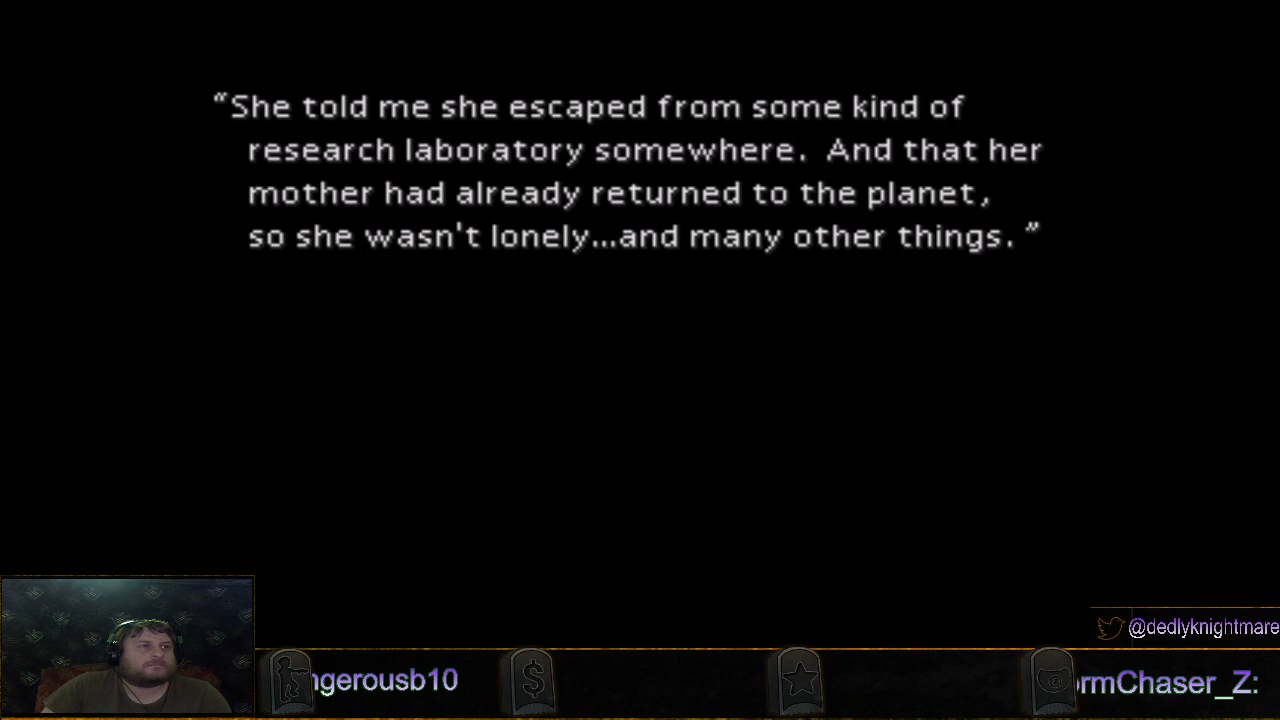 “She told me she escaped from some kind of
research laboratory somewhere. And that her
mother had already returned to the planet,
so she wasn't lonely...and many other things. ”
@dedlyknightmare
ngerousb10
$
ormChaser_Z: